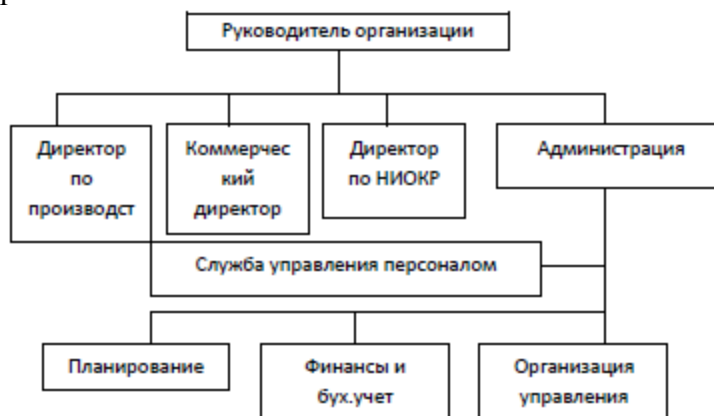 Руководитель организации
Директор
по
производст
Коммерчес
кий
директор
Директор
по НИОКР
Администрация
Служба управления персоналом
Планирование
Финансы и
бух.учет
Организация
управления